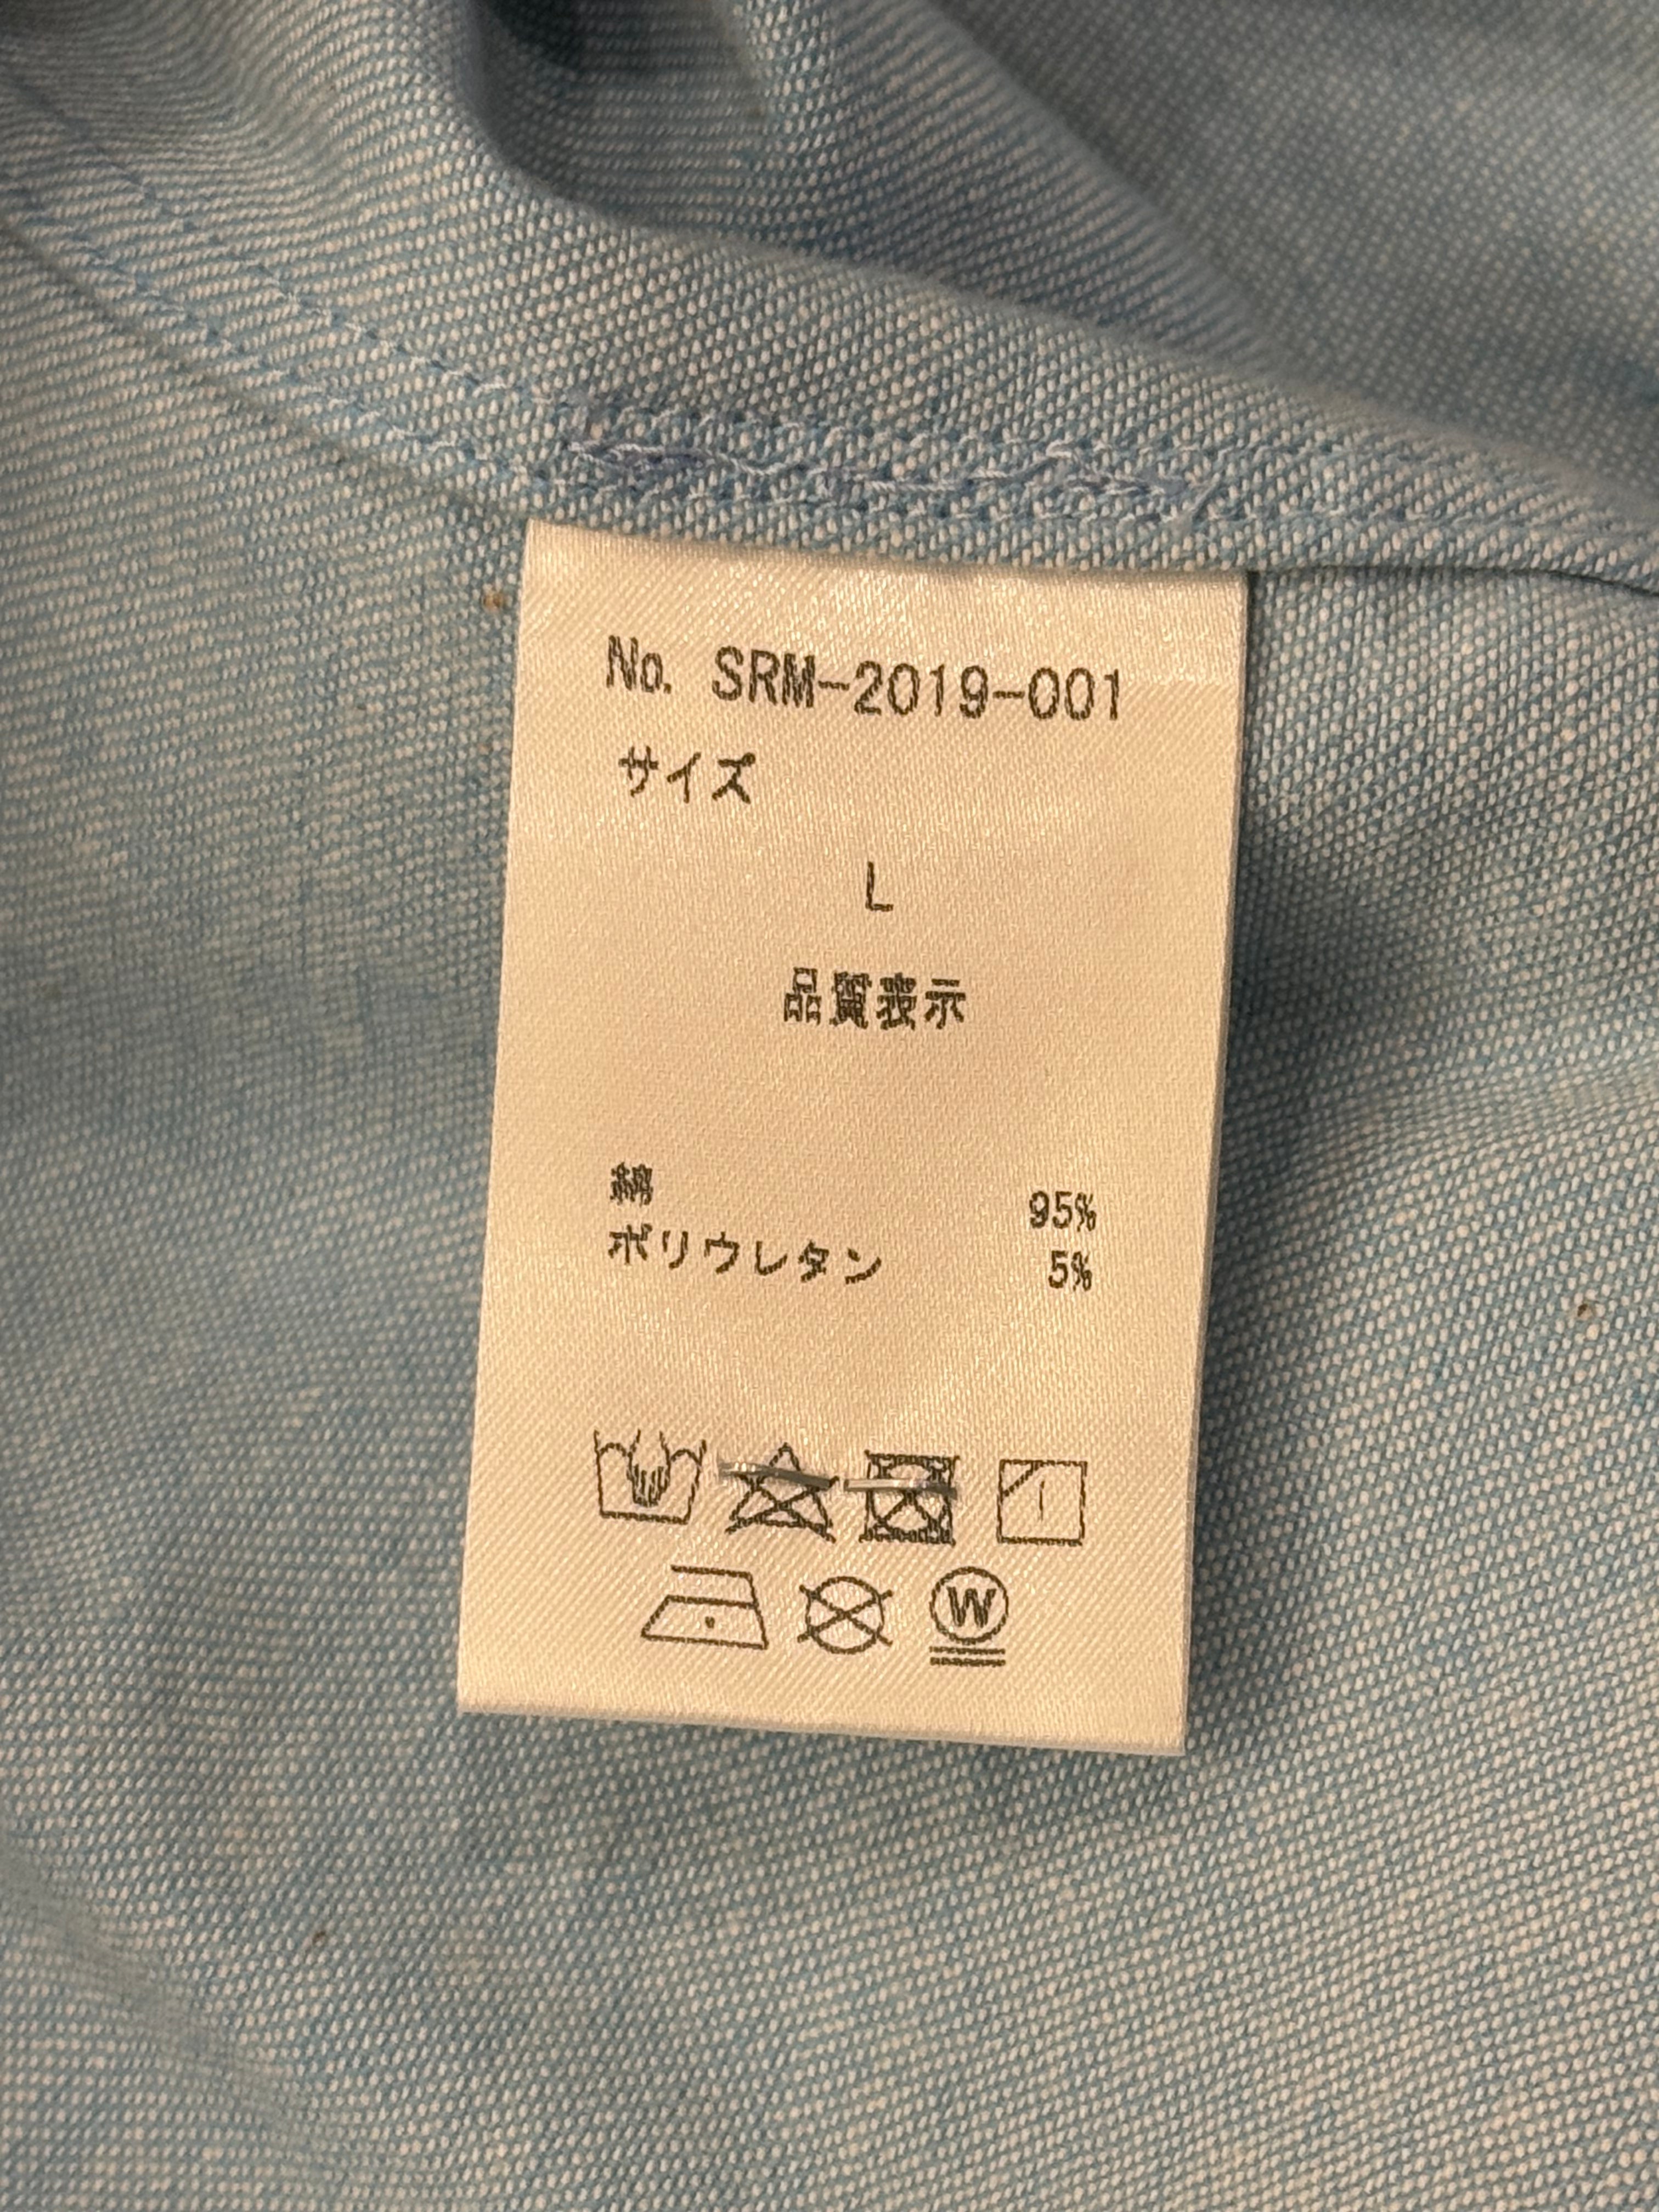 No. SRM-2019-001
サイズ
L
品質表示
綿 95%
ポリウレタン 5%
W